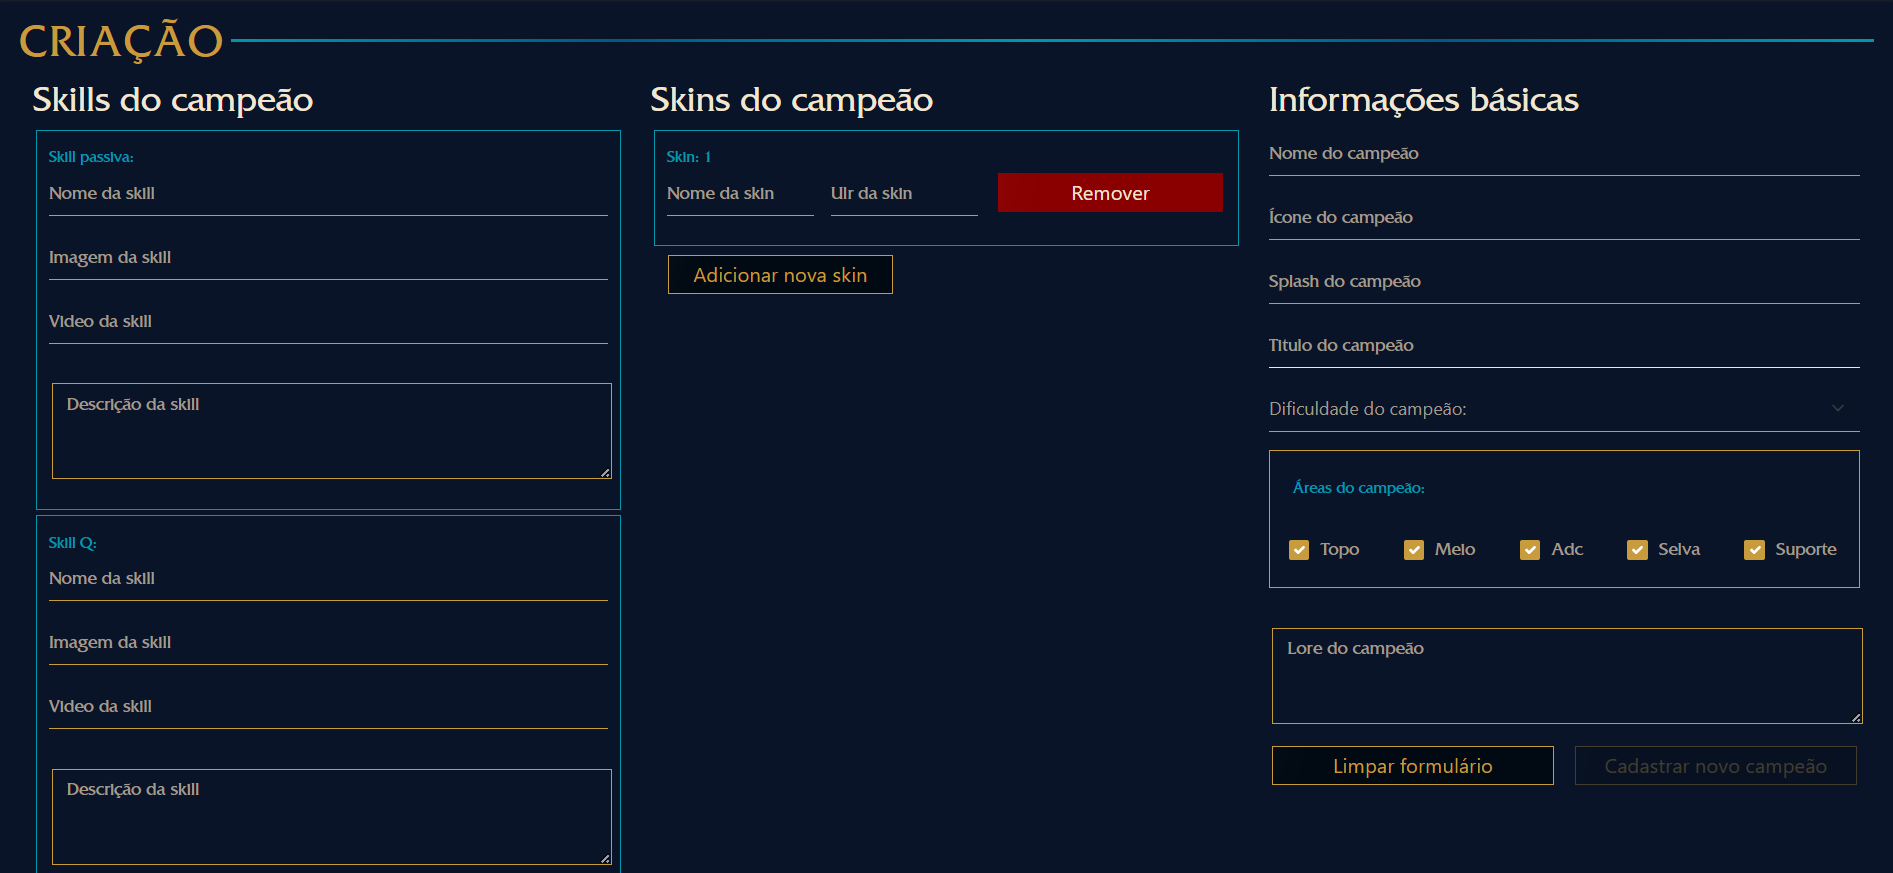 CRIAÇÃO
Skills do campeão
Skill passiva:
Nome da skill
Imagem da skill
Video da skill
Descrição da skill
Skill Q:
Nome da skill
Imagem da skill
Video da skill
Descrição da skill
Skins do campeão
Skin: 1
Nome da skin
Ulr da skin
Remover
Adicionar nova skin
Informações básicas
Nome do campeão
Ícone do campeão
Splash do campeão
Titulo do campeão
Dificuldade do campeão:
Áreas do campeão:
Topo Meio Adc Selva Suporte
Lore do campeão
Limpar formulário
Cadastrar novo campeão